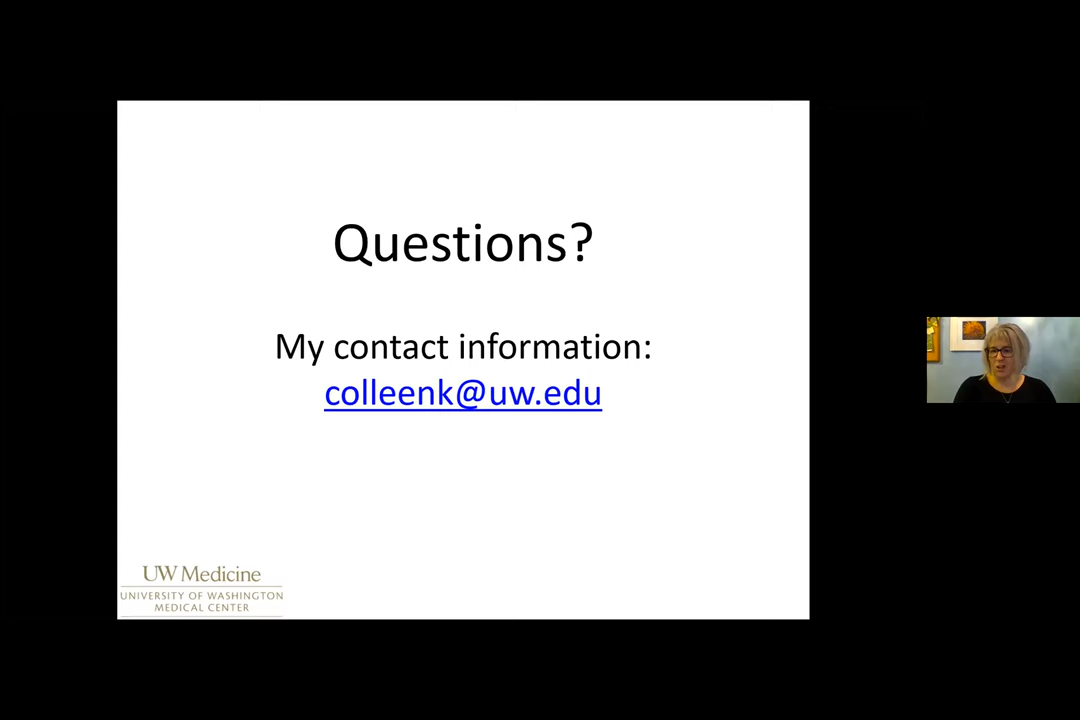 Questions?
My contact information:
colleenk@uw.edu
UW Medicine
UNIVERSITY OF WASHINGTON
MEDICAL CENTER